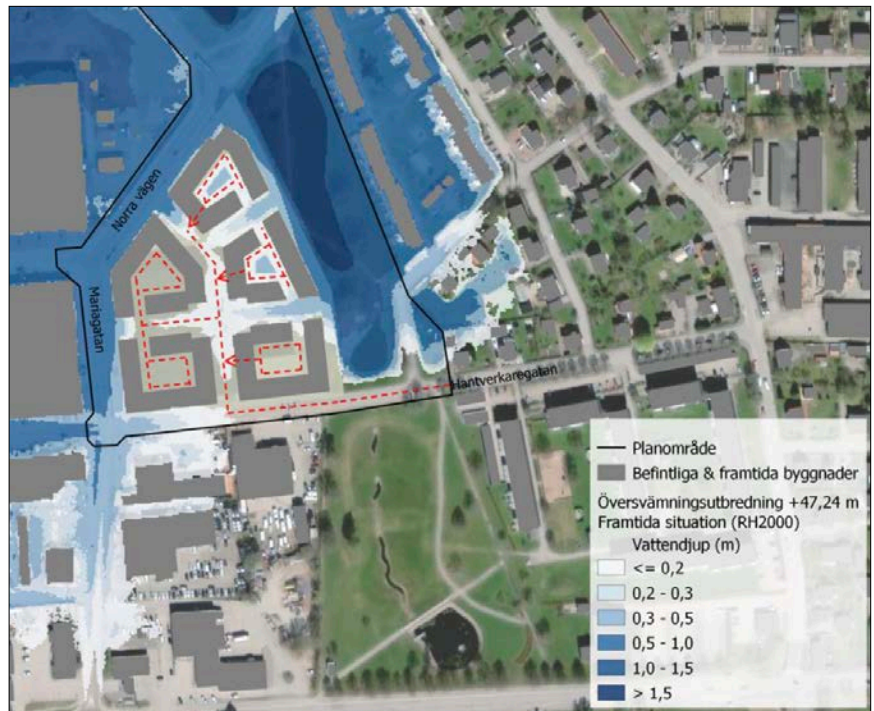 Norra vägen
Mariagatan
Hantverkaregatan
Planområde
Befintliga & framtida byggnader
Översvämningsutbredning +47,24 m
Framtida situation (RH2000)
Vattendjup (m)
<= 0,2
0,2 - 0,3
0,3 - 0,5
0,5 - 1,0
1,0 - 1,5
> 1,5